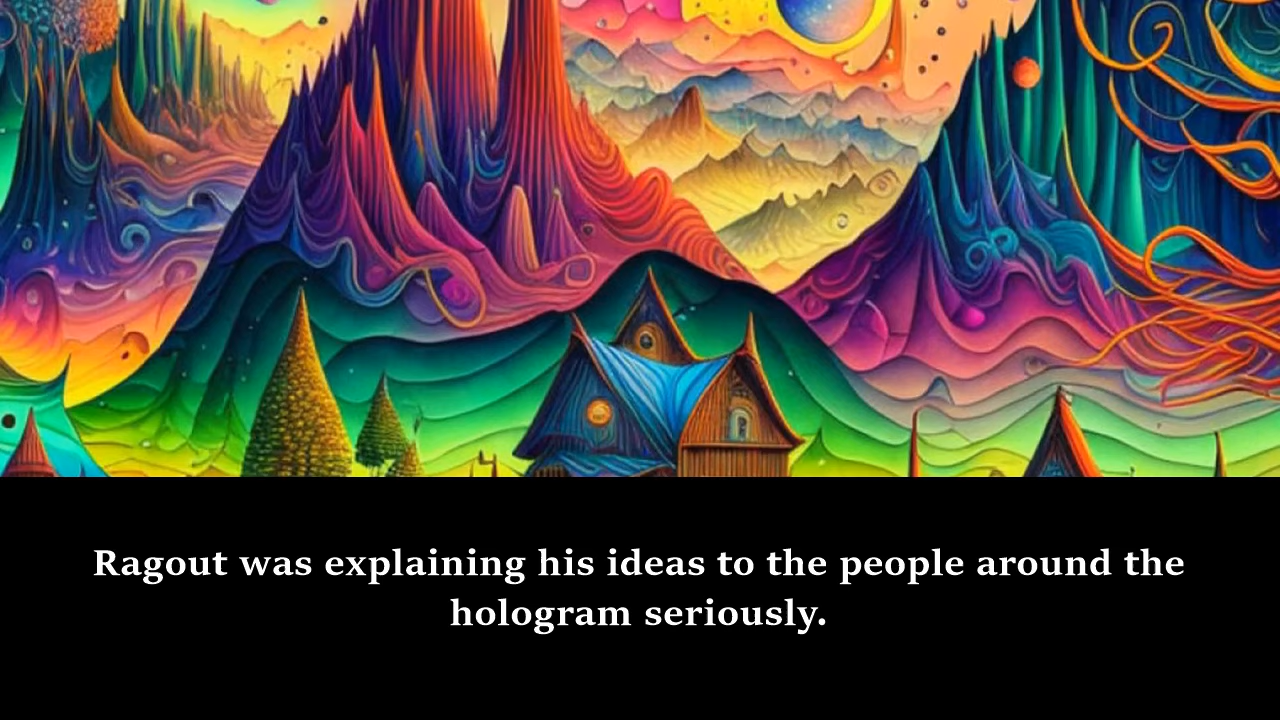 Ragout was explaining his ideas to the people around the
hologram seriously.